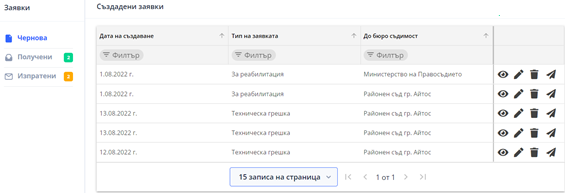 Заявки
Чернова
Получени 3
Изпратени 2
Създадени заявки
Дата на създаване Тип на заявката До бюро съдимост
Филтър Филтър Филтър
1.08.2022 г. За реабилитация Министерство на Правосъдието
1.08.2022 г. За реабилитация Районен съд гр. Айтос
13.08.2022 г. Техническа грешка Районен съд гр. Айтос
13.08.2022 г. Техническа грешка Районен съд гр. Айтос
12.08.2022 г. Техническа грешка Районен съд гр. Айтос
15 записа на страница 1 от 1